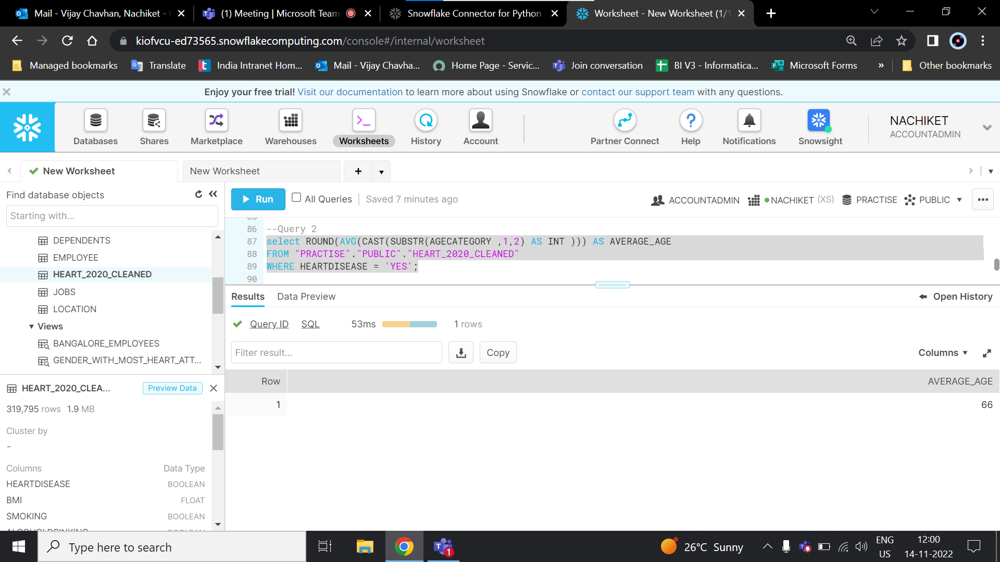 Mail - Vijay Chavhan, Nachiket -
(1) Meeting | Microsoft Team
Snowflake Connector for Python
Worksheet - New Worksheet (1/1
kiofvcu-ed73565.snowflakecomputing.com/console#/internal/worksheet
Managed bookmarks
Translate
India Intranet Hom...
Mail - Vijay Chavha...
Home Page - Servic...
Join conversation
BI V3 - Informatica...
Microsoft Forms
»
Other bookmarks
Enjoy your free trial! Visit our documentation to learn more about using Snowflake or contact our support team with any questions.
Databases
Shares
Marketplace
Warehouses
Worksheets
History
Account
Partner Connect
Help
Notifications
Snowsight
NACHIKET
ACCOUNTADMIN
New Worksheet
New Worksheet
Find database objects
Starting with...
DEPENDENTS
EMPLOYEE
HEART_2020_CLEANED
JOBS
LOCATION
Views
BANGALORE_EMPLOYEES
GENDER_WITH_MOST_HEART_ATT...
HEART_2020_CLEA...
Preview Data
319,795 rows 1.9 MB
Cluster by
-
Columns Data Type
HEARTDISEASE BOOLEAN
BMI FLOAT
SMOKING BOOLEAN
Run
All Queries
Saved 7 minutes ago
ACCOUNTADMIN
NACHIKET (XS)
PRACTISE
PUBLIC
86 --Query 2
87 select ROUND(AVG(CAST(SUBSTR(AGECATEGORY ,1,2) AS INT ))) AS AVERAGE_AGE
88 FROM "PRACTISE"."PUBLIC"."HEART_2020_CLEANED"
89 WHERE HEARTDISEASE = 'YES';
90
Results
Data Preview
Open History
Query ID SQL 53ms 1 rows
Filter result...
Copy
Columns
Row AVERAGE_AGE
1 66
Type here to search
1
26°C Sunny
ENG
US
12:00
14-11-2022